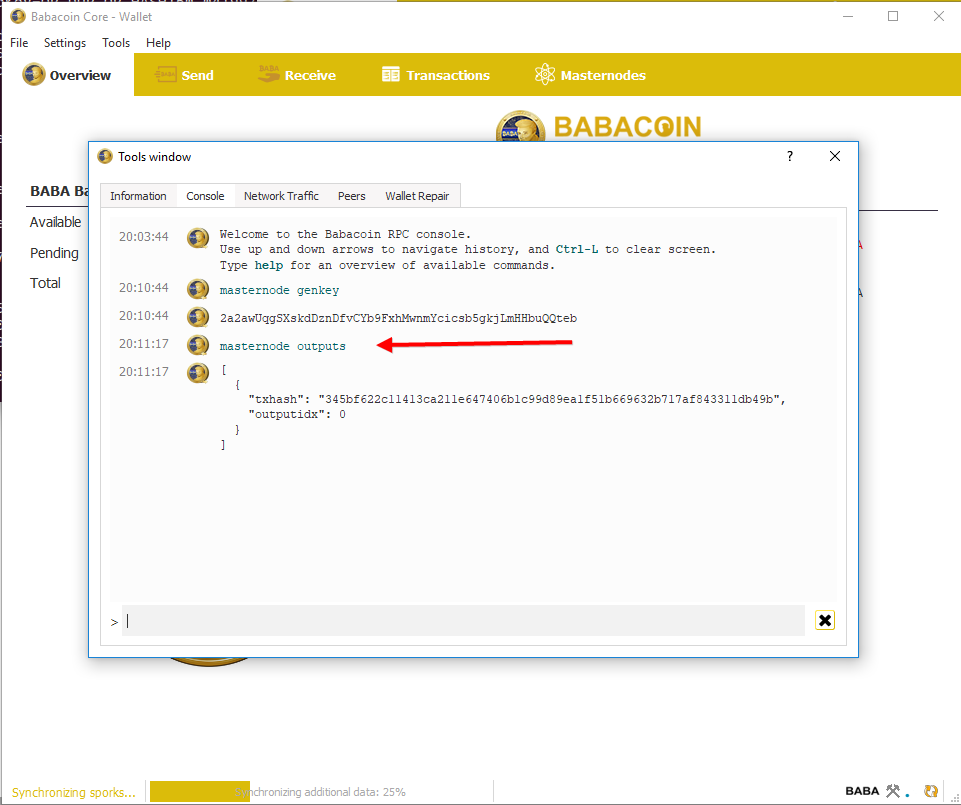 Babacoin Core - Wallet
File Settings Tools Help
Overview Send Receive Transactions Masternodes
BABACOIN
Tools window
?
BABA
Information Console Network Traffic Peers Wallet Repair
Available
Pending
Total
20:03:44 Welcome to the Babacoin RPC console.
Use up and down arrows to navigate history, and Ctrl-L to clear screen.
Type help for an overview of available commands.
20:10:44 masternode genkey
20:10:44 2a2awUqgSXskdDznDfvCYb9FxhMwnmYcicsb5gkjLmHHbuQQteb
20:11:17 masternode outputs
20:11:17 [
{
"txhash": "345bf622c11413ca211e647406b1c99d89ea1f51b669632b717af843311db49b",
"outputidx": 0
}
]
>
Synchronizing sporks... Synchronizing additional data: 25% BABA